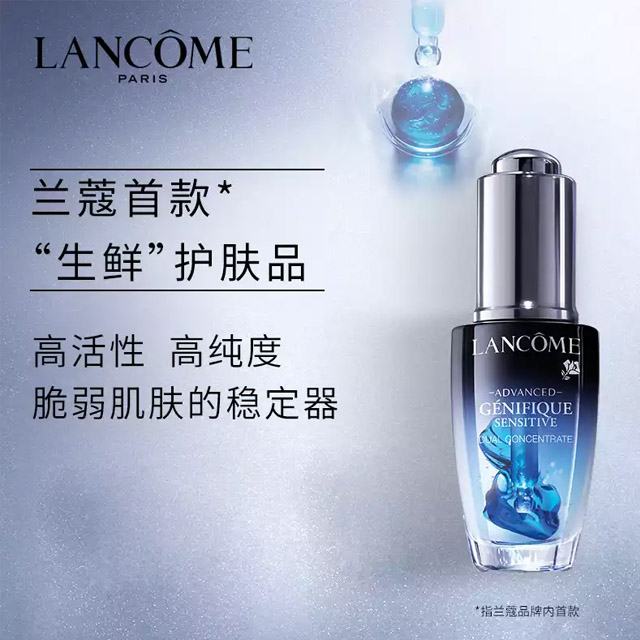 LANCÔME
PARIS
兰蔻首款*
“生鲜”护肤品
高活性 高纯度
脆弱肌肤的稳定器
LANCÔME
-ADVANCED-
GÉNIFIQUE
SENSITIVE
DUAL CONCENTRATE
*指兰蔻品牌内首款